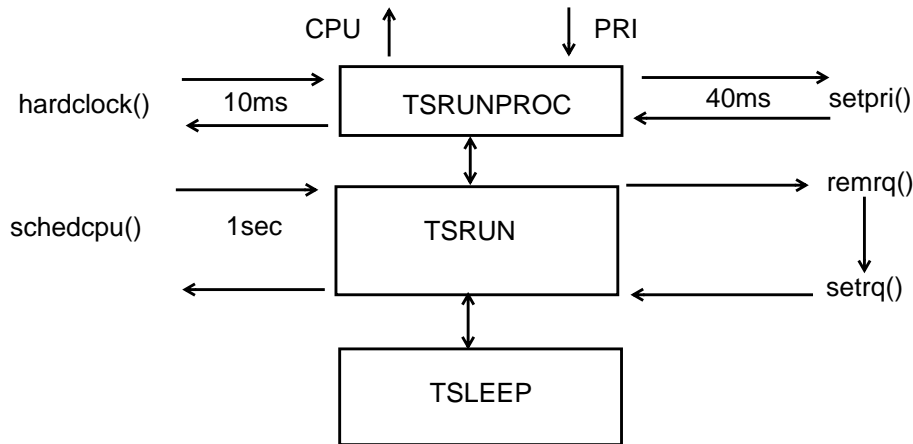 CPU
PRI
hardclock()
10ms
TSRUNPROC
40ms
setpri()
schedcpu()
1sec
TSRUN
remrq()
setrq()
TSLEEP